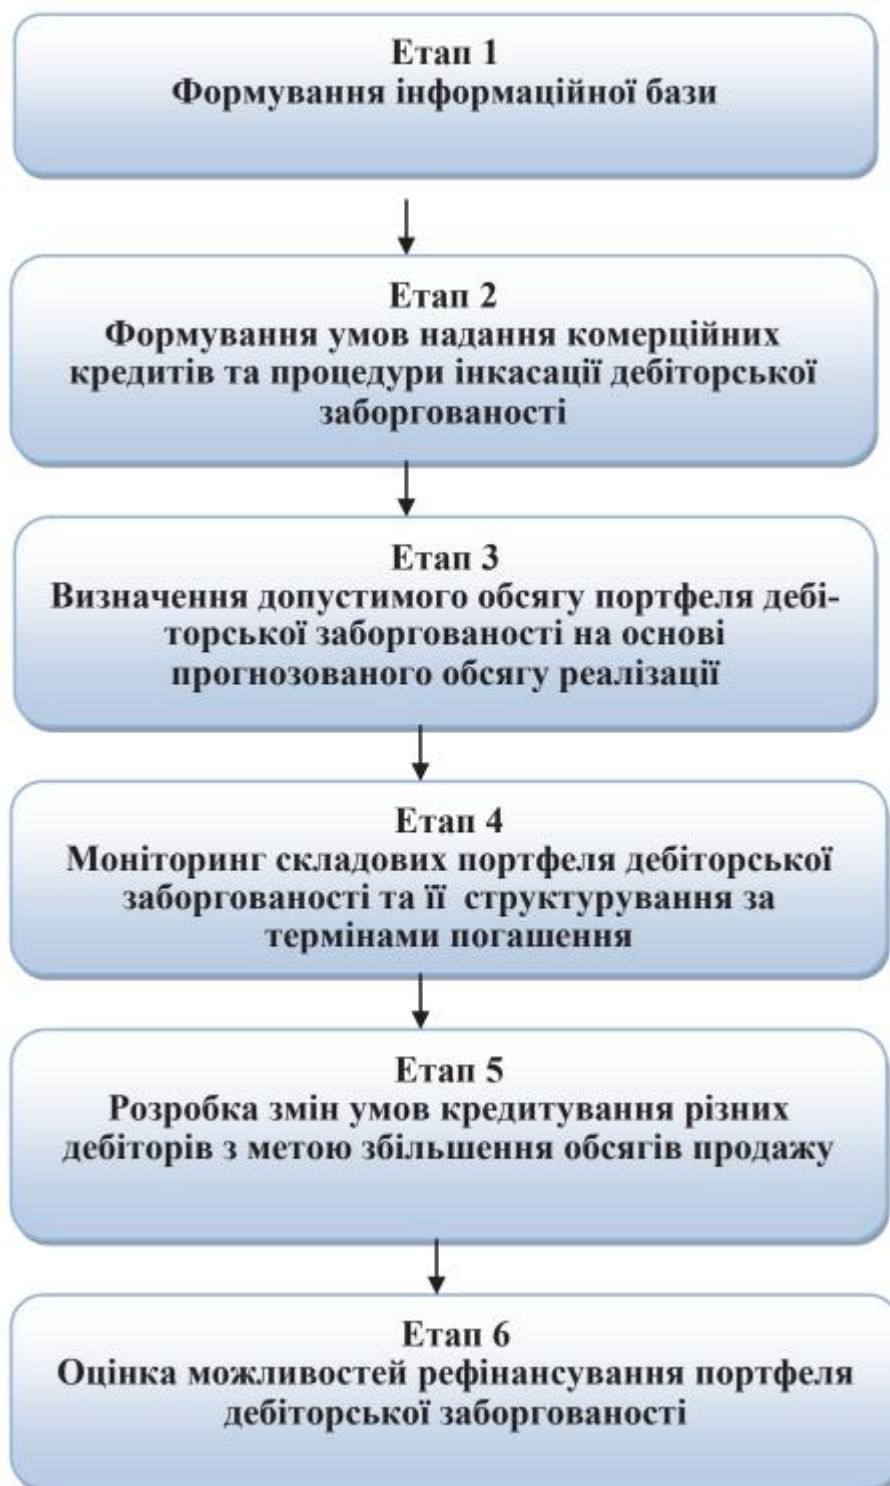 Етап 1
Формування інформаційної бази
Етап 2
Формування умов надання комерційних
кредитів та процедури інкасації дебіторської
заборгованості
Етап 3
Визначення допустимого обсягу портфеля дебі-
торської заборгованості на основі
прогнозованого обсягу реалізації
Етап 4
Моніторинг складових портфеля дебіторської
заборгованості та її структурування за
термінами погашення
Етап 5
Розробка змін умов кредитування різних
дебіторів з метою збільшення обсягів продажу
Етап 6
Оцінка можливостей рефінансування портфеля
дебіторської заборгованості